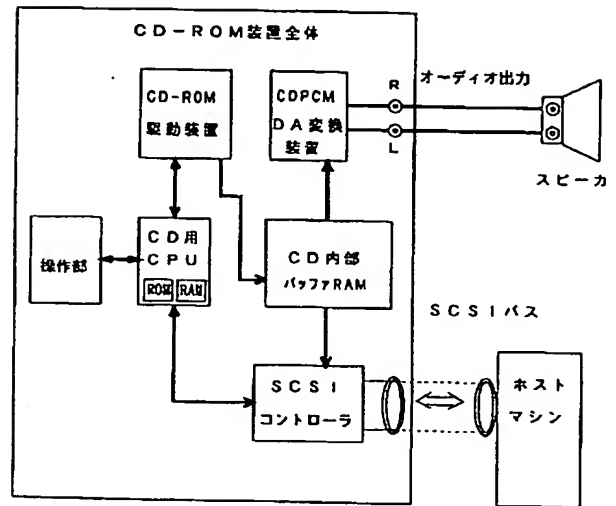 CD-ROM装置全体
CD-ROM
駆動装置
CDPCM
DA変換
装置
R
L
オーディオ出力
スピーカ
操作部
CD用
CPU
ROM
RAM
CD内部
バッファRAM
SCSIバス
SCSI
コントローラ
ホスト
マシン